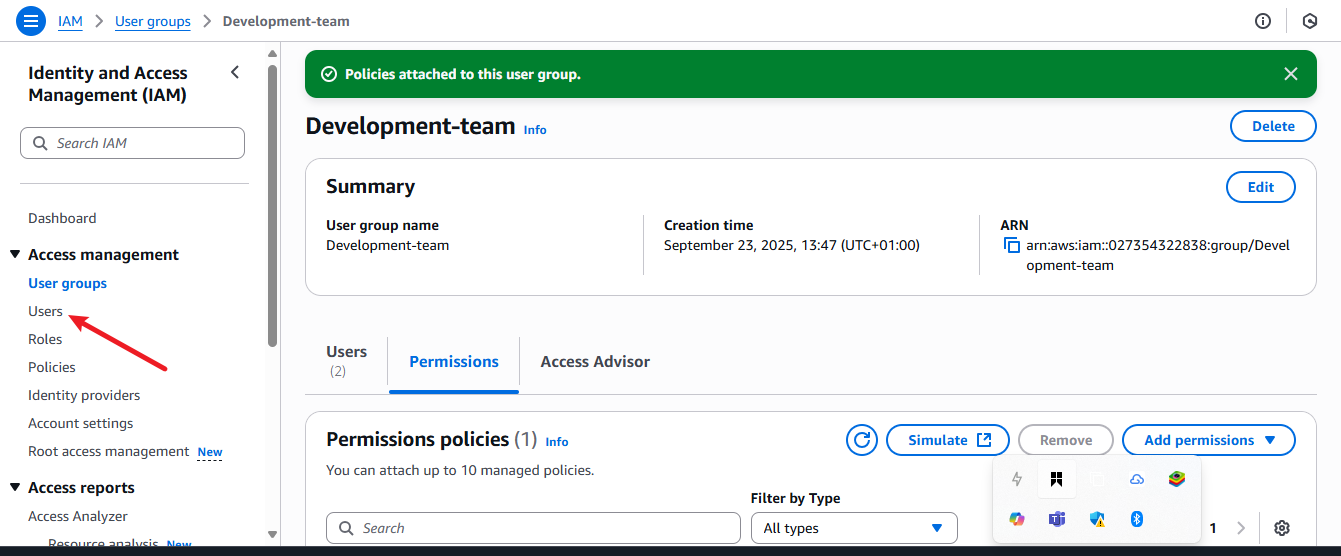 IAM > User groups > Development-team
Identity and Access
Management (IAM)
Search IAM
Dashboard
Access management
User groups
Users
Roles
Policies
Identity providers
Account settings
Root access management New
Access reports
Access Analyzer
Resource analysis New
Policies attached to this user group.
Development-team Info
Delete
Summary
Edit
User group name
Development-team
Creation time
September 23, 2025, 13:47 (UTC+01:00)
ARN
arn:aws:iam::027354322838:group/Devel
opment-team
Users
(2)
Permissions
Access Advisor
Permissions policies (1) Info
Simulate
Remove
Add permissions
You can attach up to 10 managed policies.
Filter by Type
Search
All types
1